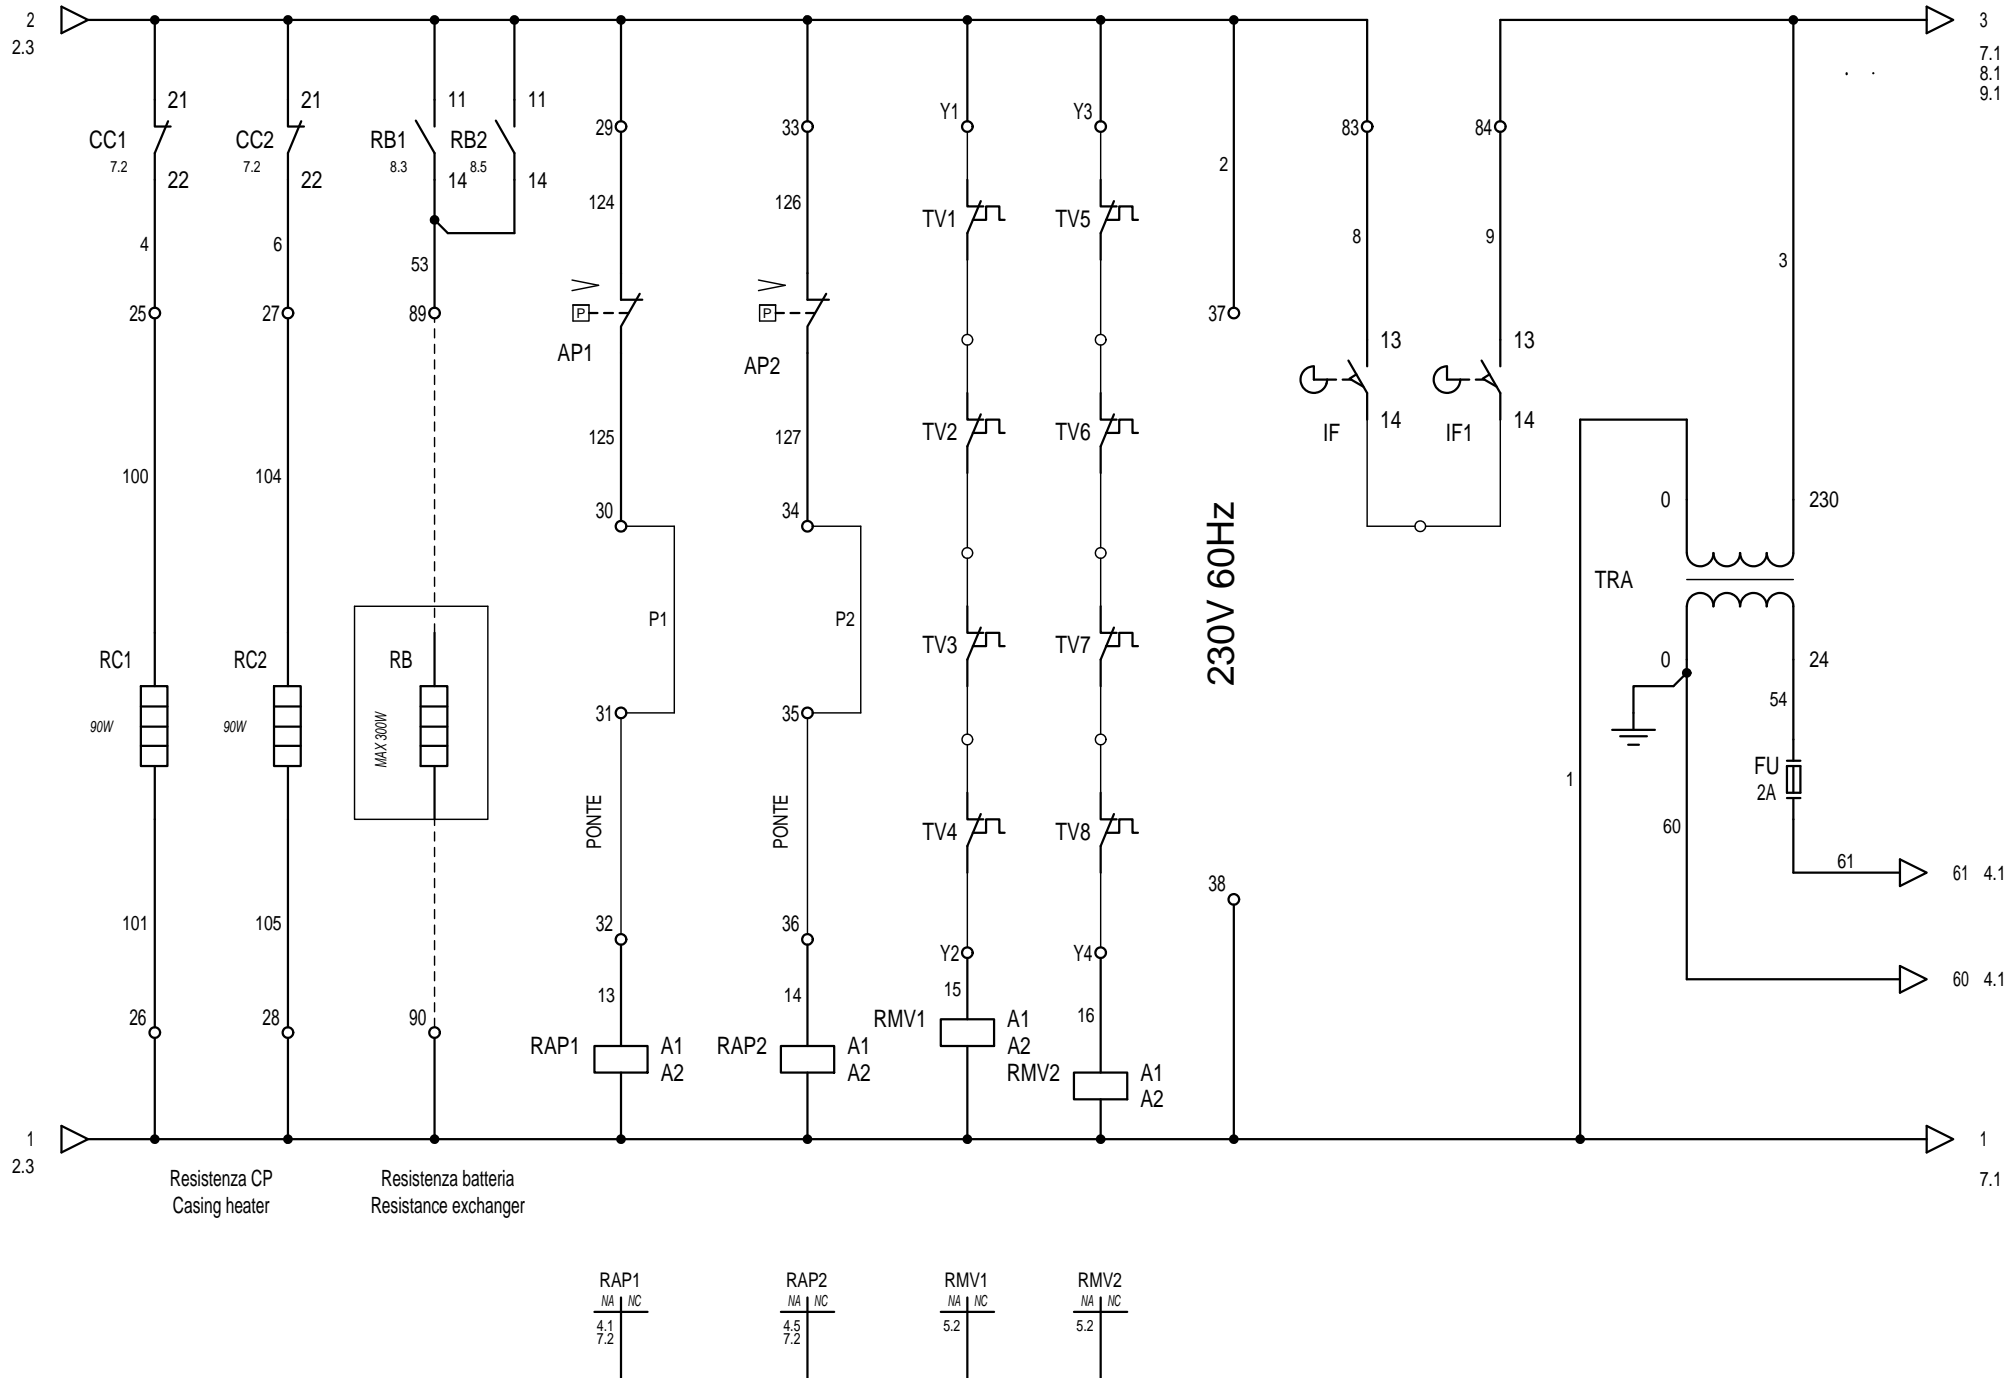 2
2.3
3
7.1
8.1
9.1
21
21
11
11
CC1
7.2
CC2
7.2
RB1
8.3
RB2
8.5
22
22
14
14
29
33
Y1
Y3
83
84
2
124
126
TV1
TV5
4
6
53
8
9
3
25
27
89
P
P
37
AP1
AP2
13
13
IF
14
IF1
14
100
104
125
127
TV2
TV6
30
34
0
230
230V 60Hz
TRA
P1
P2
TV3
TV7
RC1
90W
RC2
90W
RB
MAX 300W
0
24
54
31
35
FU
2A
1
PONTE
PONTE
TV4
TV8
60
61
61 4.1
38
101
105
32
36
Y2
Y4
60 4.1
13
14
15
16
26
28
90
RAP1
A1
A2
RAP2
A1
A2
RMV1
A1
A2
RMV2
A1
A2
1
2.3
1
7.1
Resistenza CP
Casing heater
Resistenza batteria
Resistance exchanger
RAP1
NA NC
4.1
7.2
RAP2
NA NC
4.5
7.2
RMV1
NA NC
5.2
RMV2
NA NC
5.2